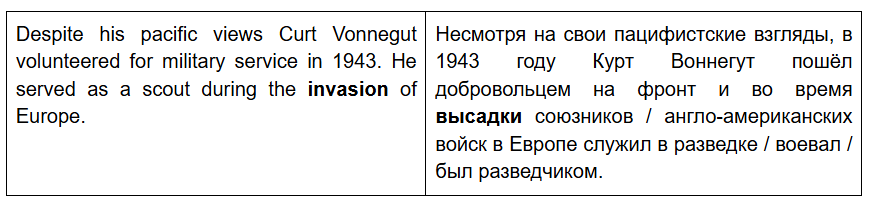 Despite his pacific views Curt Vonnegut
volunteered for military service in 1943. He
served as a scout during the invasion of
Europe.
Несмотря на свои пацифистские взгляды, в
1943 году Курт Воннегут пошёл
добровольцем на фронт и во время
высадки союзников / англо-американских
войск в Европе служил в разведке / воевал /
был разведчиком.